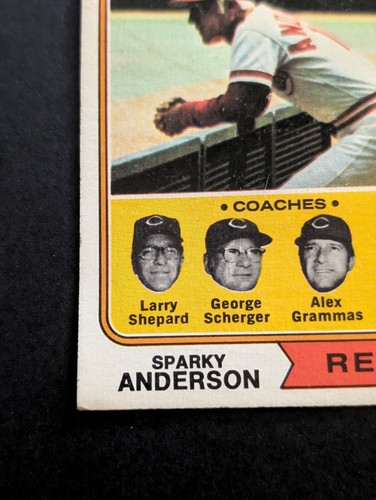 • COACHES •
Larry Shepard
George Scherger
Alex Grammas
SPARKY
ANDERSON
RE